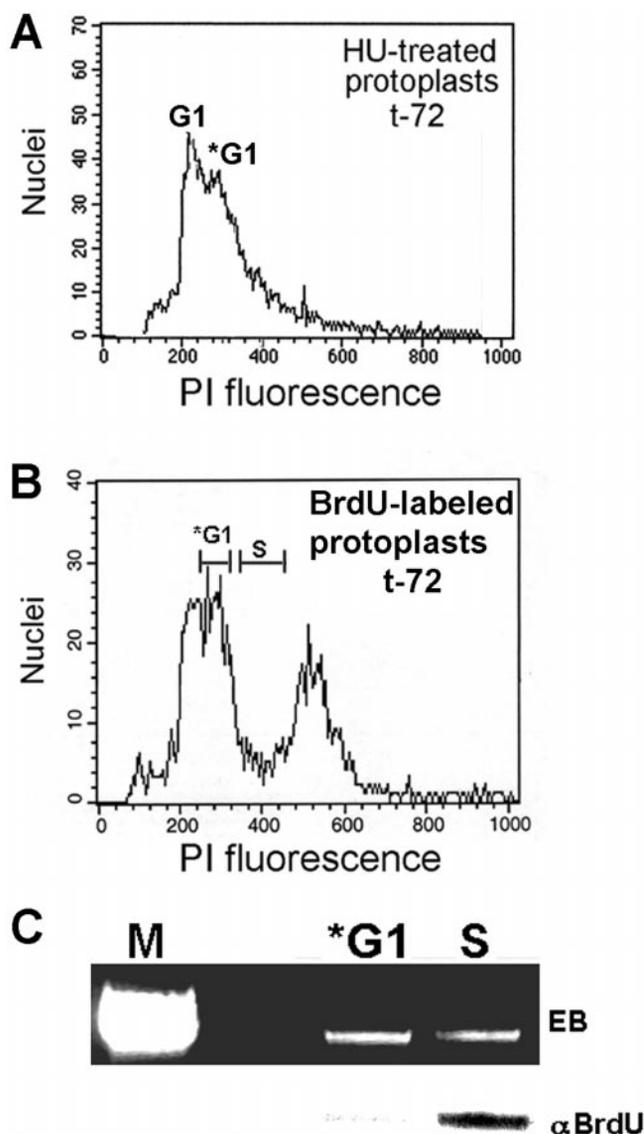 A
HU-treated
protoplasts
t-72
G1
*G1
Nuclei
70
60
50
40
30
20
10
0
0 200 400 600 800 1000
PI fluorescence
B
BrdU-labeled
protoplasts
t-72
*G1
S
Nuclei
40
30
20
10
0
0 200 400 600 800 1000
PI fluorescence
C
M *G1 S
EB
αBrdU